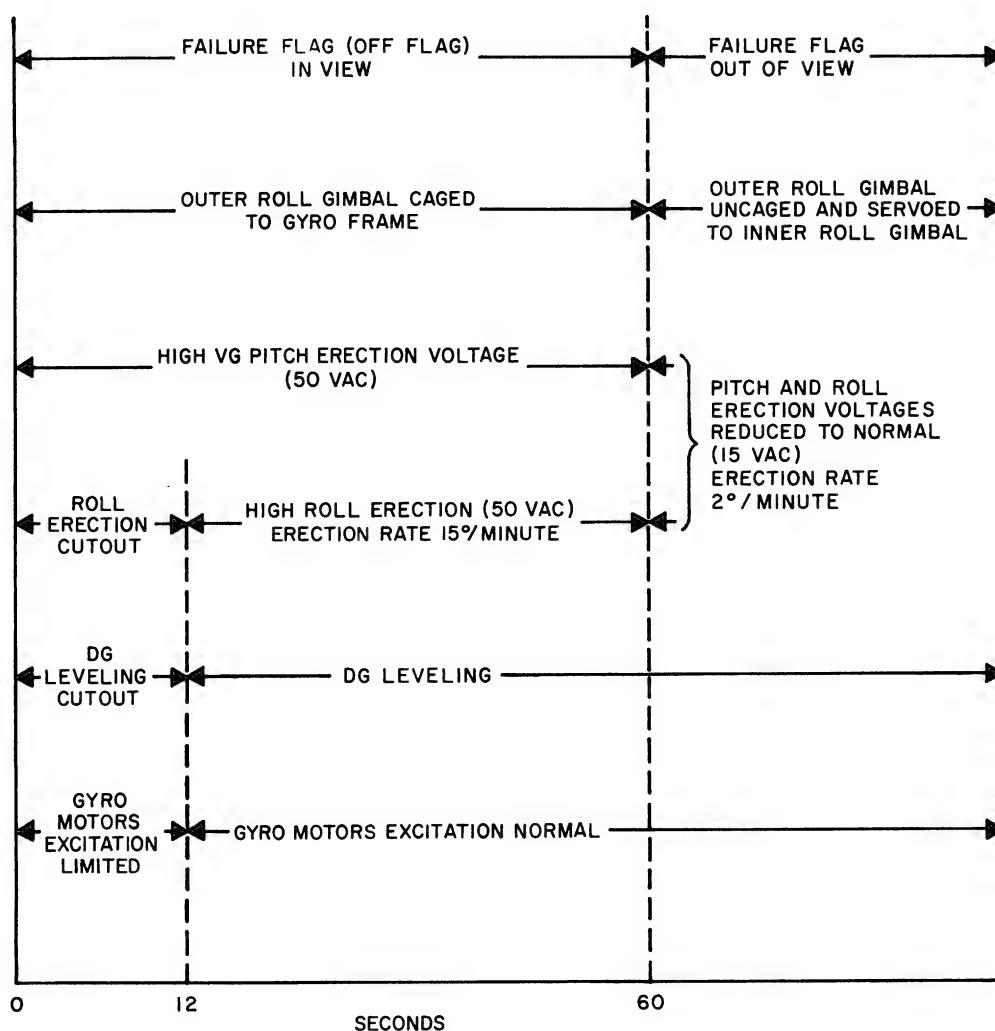 FAILURE FLAG (OFF FLAG)
IN VIEW
FAILURE FLAG
OUT OF VIEW
OUTER ROLL GIMBAL CAGED
TO GYRO FRAME
OUTER ROLL GIMBAL
UNCAGED AND SERVOED
TO INNER ROLL GIMBAL
HIGH VG PITCH ERECTION VOLTAGE
(50 VAC)
PITCH AND ROLL
ERECTION VOLTAGES
REDUCED TO NORMAL
(15 VAC)
ERECTION RATE
2°/MINUTE
ROLL
ERECTION
CUTOUT
HIGH ROLL ERECTION (50 VAC)
ERECTION RATE 15°/MINUTE
DG
LEVELING
CUTOUT
DG LEVELING
GYRO
MOTORS
EXCITATION
LIMITED
GYRO MOTORS EXCITATION NORMAL
0
12
60
SECONDS